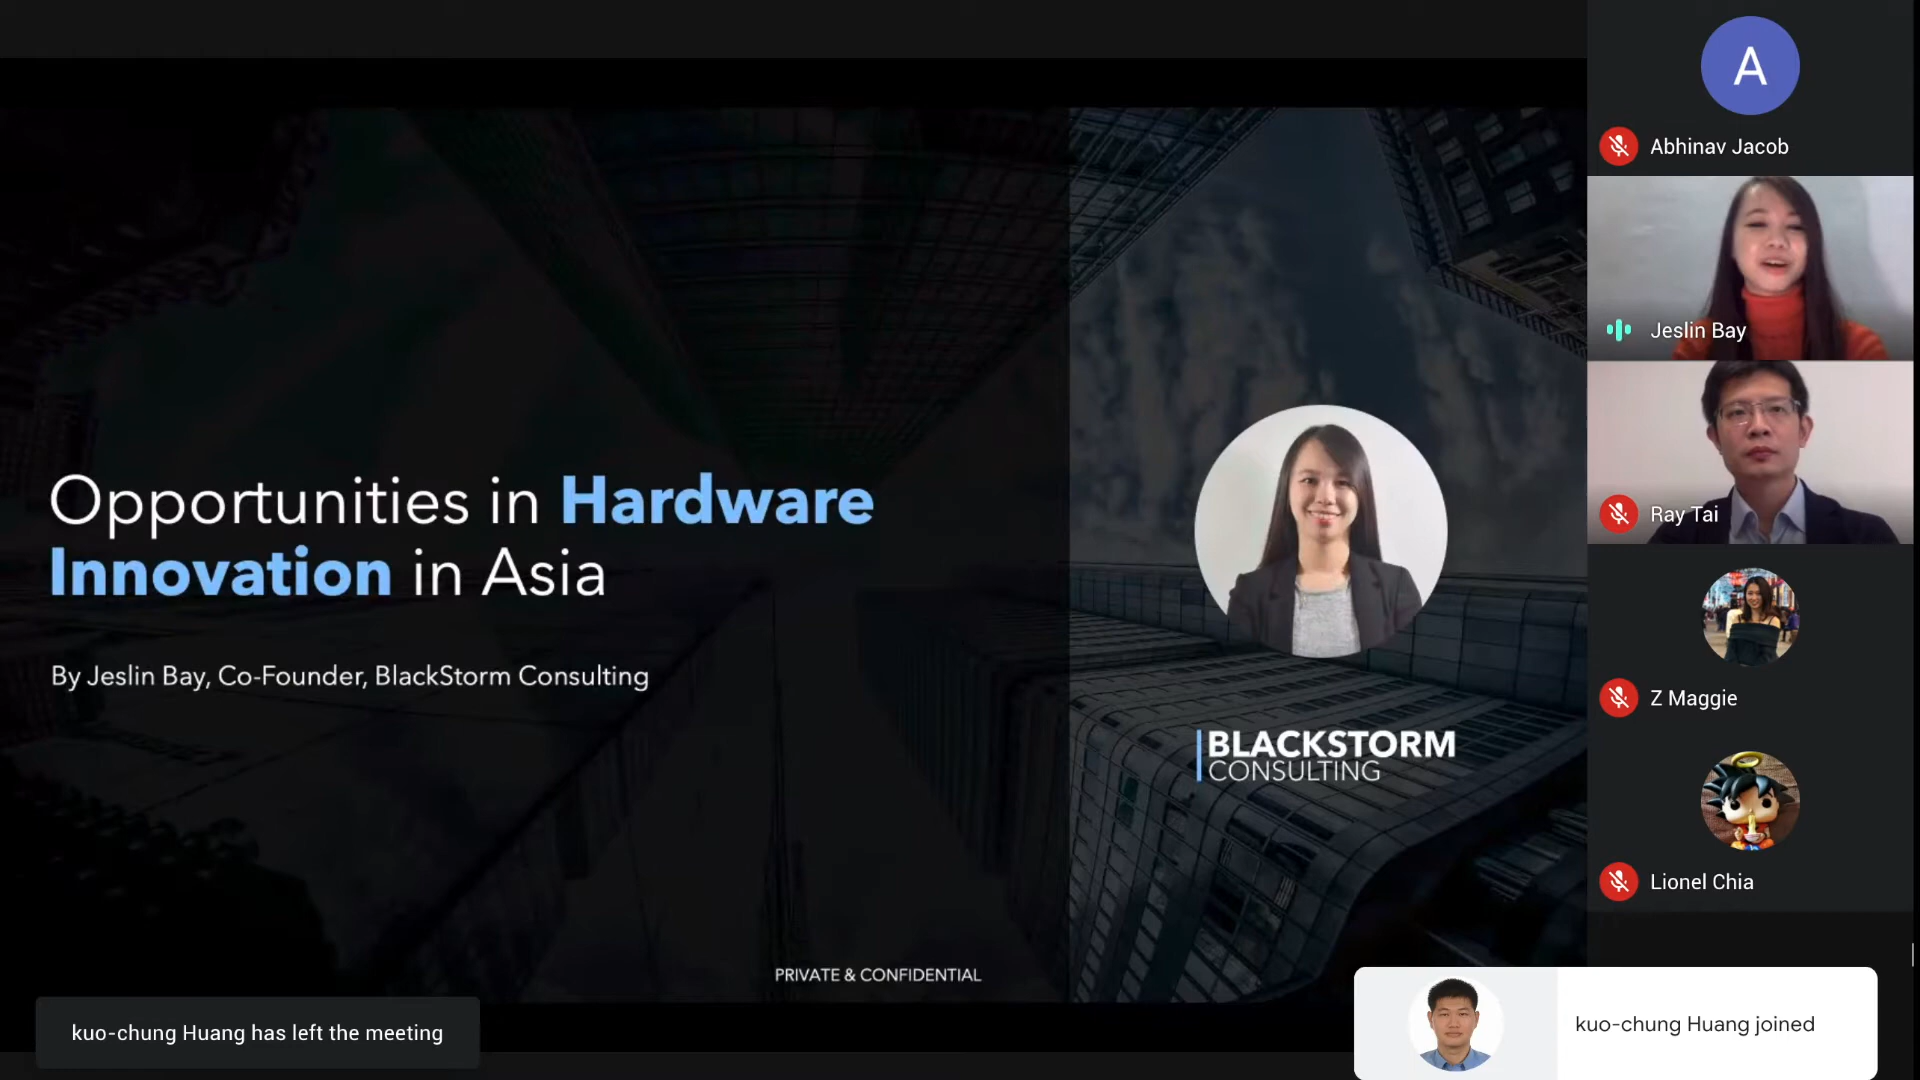 Opportunities in Hardware
Innovation in Asia
By Jeslin Bay, Co-Founder, BlackStorm Consulting
BLACKSTORM
CONSULTING
PRIVATE & CONFIDENTIAL
kuo-chung Huang has left the meeting
A
Abhinav Jacob
Jeslin Bay
Ray Tai
Z Maggie
Lionel Chia
kuo-chung Huang joined